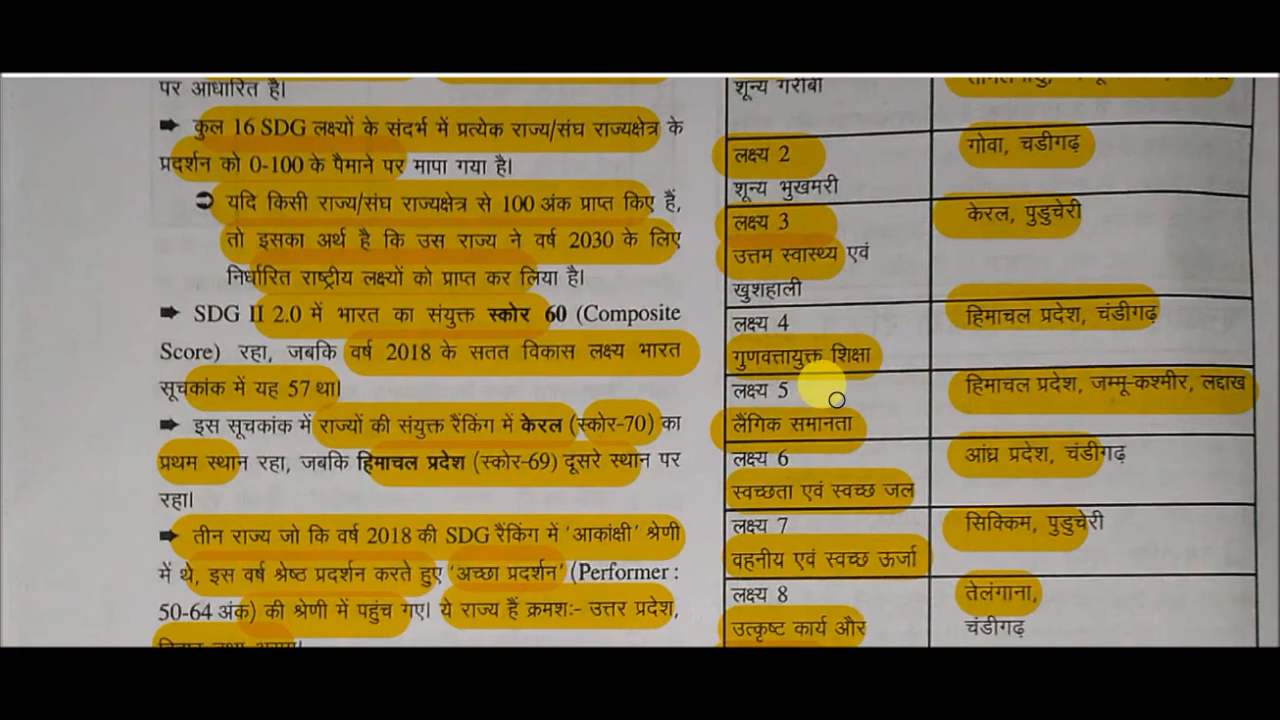 पर आधारित है।
➡ कुल 16 SDG लक्ष्यों के संदर्भ में प्रत्येक राज्य/संघ राज्यक्षेत्र के
प्रदर्शन को 0-100 के पैमाने पर मापा गया है।
➲ यदि किसी राज्य/संघ राज्यक्षेत्र से 100 अंक प्राप्त किए हैं,
तो इसका अर्थ है कि उस राज्य ने वर्ष 2030 के लिए
निर्धारित राष्ट्रीय लक्ष्यों को प्राप्त कर लिया है।
➡ SDG II 2.0 में भारत का संयुक्त स्कोर 60 (Composite
Score) रहा, जबकि वर्ष 2018 के सतत विकास लक्ष्य भारत
सूचकांक में यह 57 था।
➡ इस सूचकांक में राज्यों की संयुक्त रैंकिंग में केरल (स्कोर-70) का
प्रथम स्थान रहा, जबकि हिमाचल प्रदेश (स्कोर-69) दूसरे स्थान पर
रहा।
➡ तीन राज्य जो कि वर्ष 2018 की SDG रैंकिंग में 'आकांक्षी' श्रेणी
में थे, इस वर्ष श्रेष्ठ प्रदर्शन करते हुए 'अच्छा प्रदर्शन' (Performer :
50-64 अंक) की श्रेणी में पहुंच गए। ये राज्य हैं क्रमशः- उत्तर प्रदेश,
शून्य गरीबी
लक्ष्य 2
शून्य भुखमरी
गोवा, चडीगढ़
लक्ष्य 3
उत्तम स्वास्थ्य एवं
खुशहाली
केरल, पुडुचेरी
लक्ष्य 4
गुणवत्तायुक्त शिक्षा
हिमाचल प्रदेश, चंडीगढ़
लक्ष्य 5
लैंगिक समानता
हिमाचल प्रदेश, जम्मू-कश्मीर, लद्दाख
लक्ष्य 6
स्वच्छता एवं स्वच्छ जल
आंध्र प्रदेश, चंडीगढ़
लक्ष्य 7
वहनीय एवं स्वच्छ ऊर्जा
सिक्किम, पुडुचेरी
लक्ष्य 8
उत्कृष्ट कार्य और
तेलंगाना,
चंडीगढ़